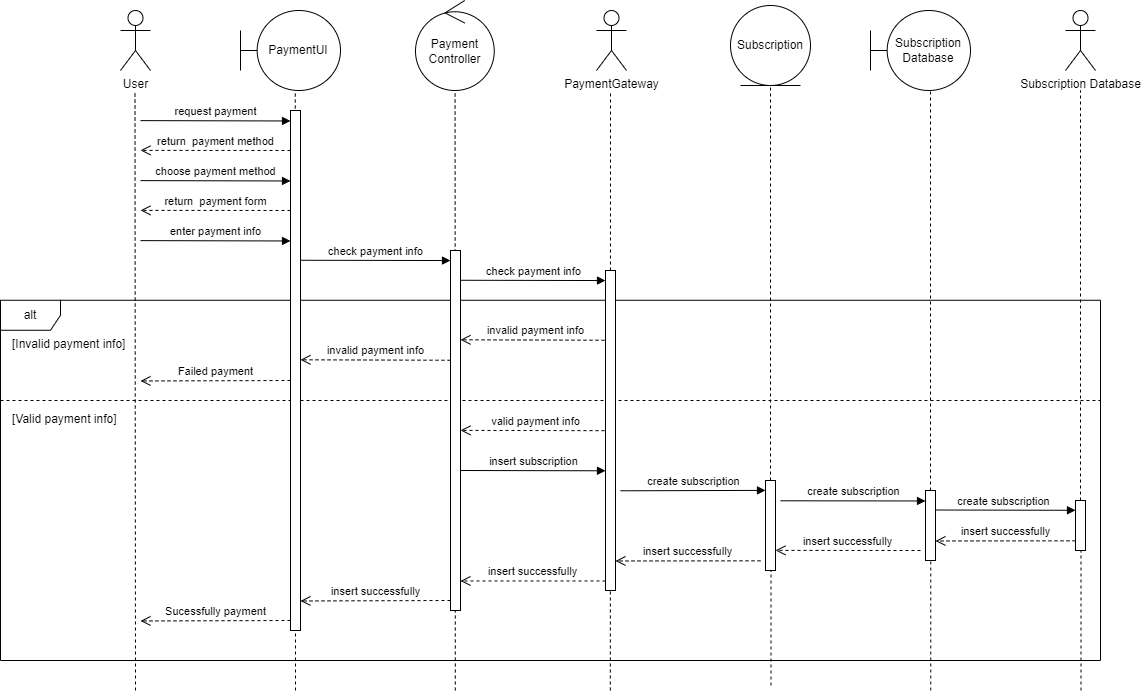 User
PaymentUI
Payment
Controller
PaymentGateway
Subscription
Subscription
Database
Subscription Database
request payment
return  payment method
choose payment method
return  payment form
enter payment info
check payment info
check payment info
alt
[Invalid payment info]
invalid payment info
invalid payment info
Failed payment
[Valid payment info]
valid payment info
insert subscription
create subscription
create subscription
create subscription
insert successfully
insert successfully
insert successfully
insert successfully
insert successfully
Sucessfully payment